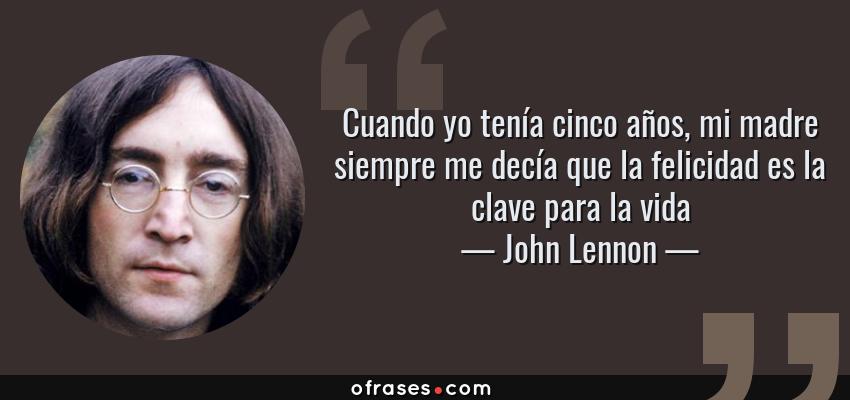 Cuando yo tenía cinco años, mi madre
siempre me decía que la felicidad es la
clave para la vida
— John Lennon —
ofrases.com